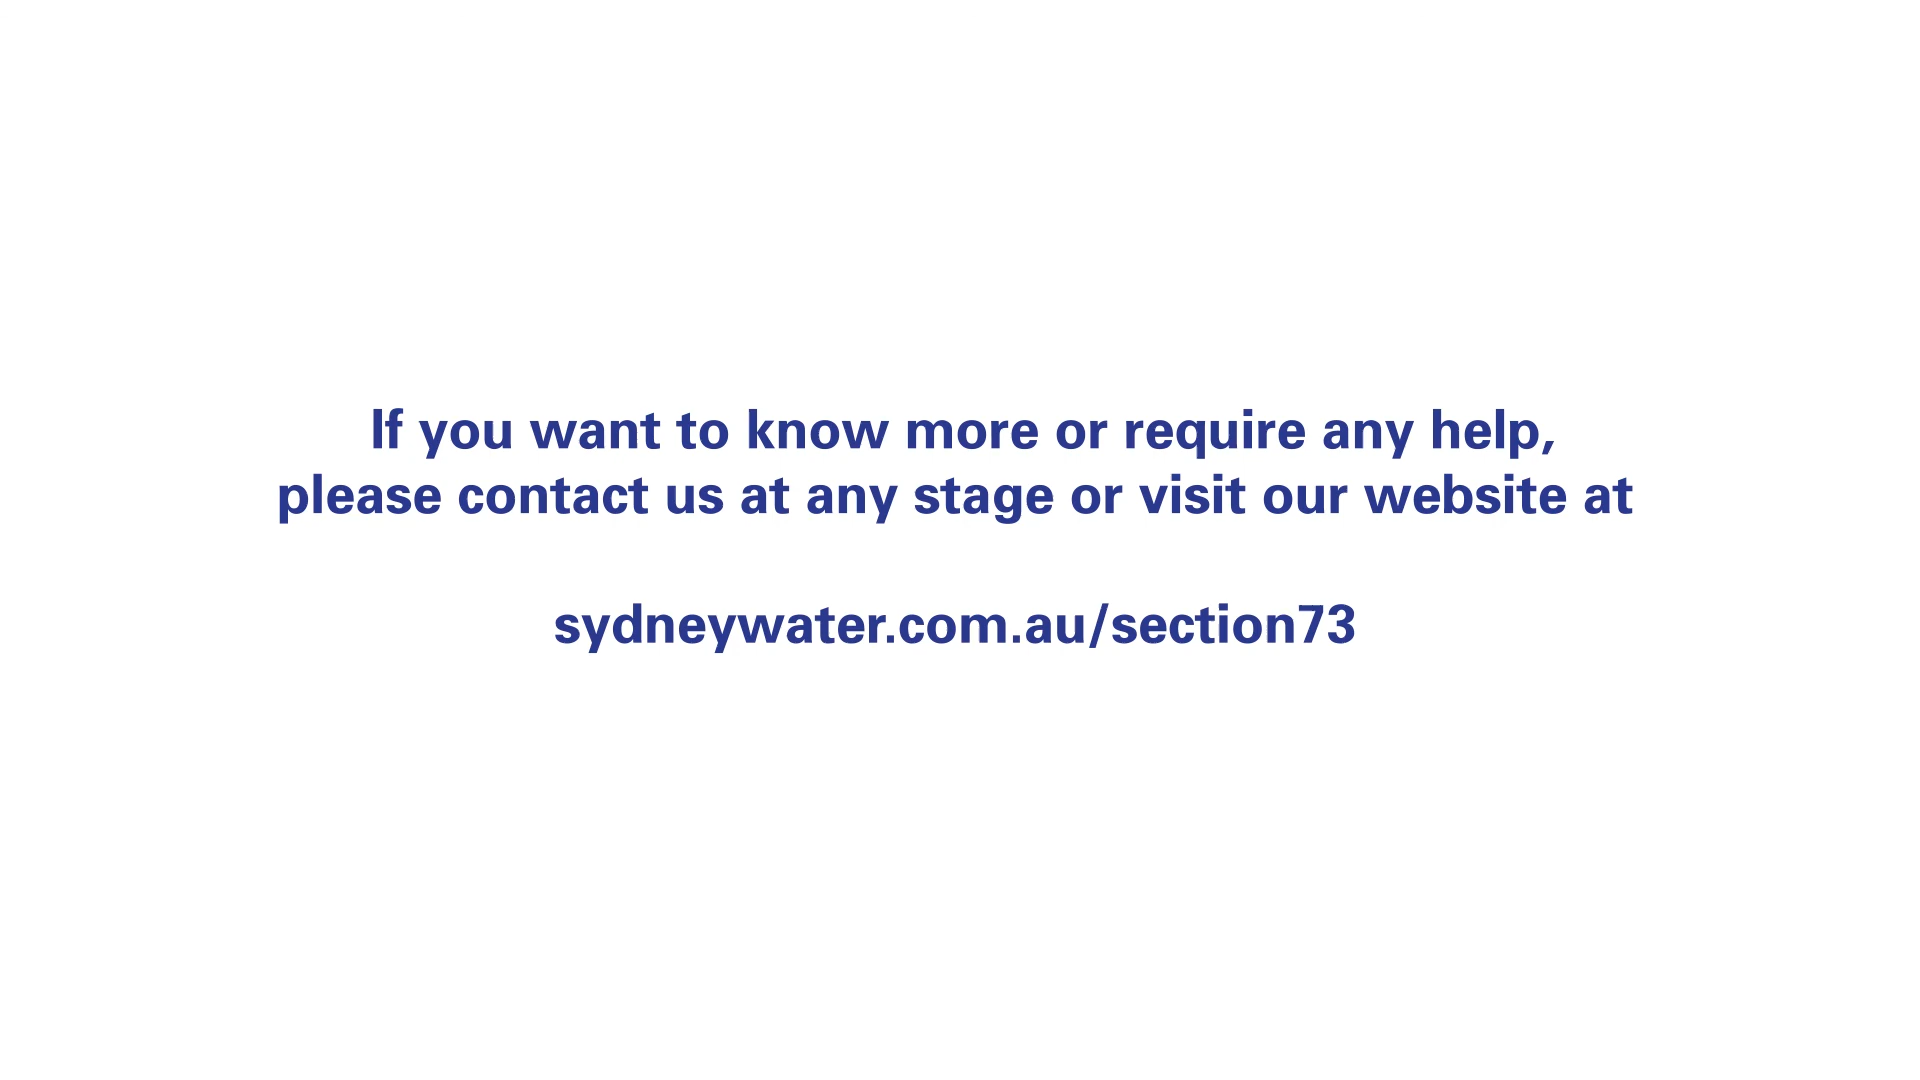 If you want to know more or require any help,
please contact us at any stage or visit our website at
sydneywater.com.au/section73